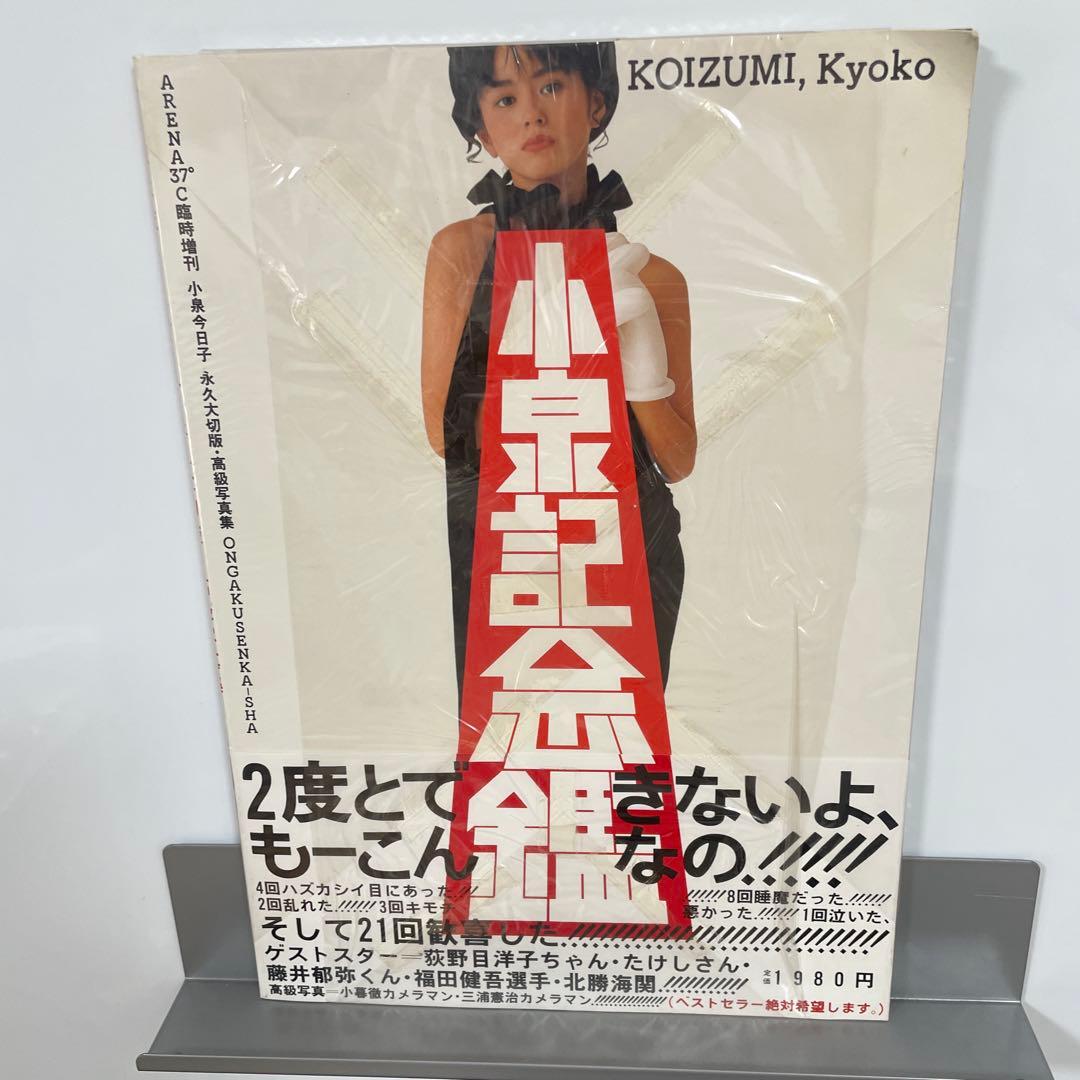 KOIZUMI, Kyoko
ARENA37°C臨時増刊 小泉今日子 永久大切版・高級写真集 ONGAKUSENKA-SHA
小泉記念鑑
2度とできないよ、
もーこんなの.!!!!!
4回ハズカシイ目にあった.!!!
!!!!!!8回睡魔だった.!!!!!!
2回乱れた.!!!!!!3回キモチ
悪かった.!!!!!!1回泣いた、
そして21回歓喜した.!!!!!!!!!!!!!!!!!!!!!!!!!!!!!!
ゲストスター＝荻野目洋子ちゃん・たけしさん・
藤井郁弥くん・福田健吾選手・北勝海関.!!!!!!!!!
定価1980円
高級写真＝小暮徹カメラマン・三浦憲治カメラマン.!!!!!!!!!!!!!!!(ベストセラー絶対希望します。)